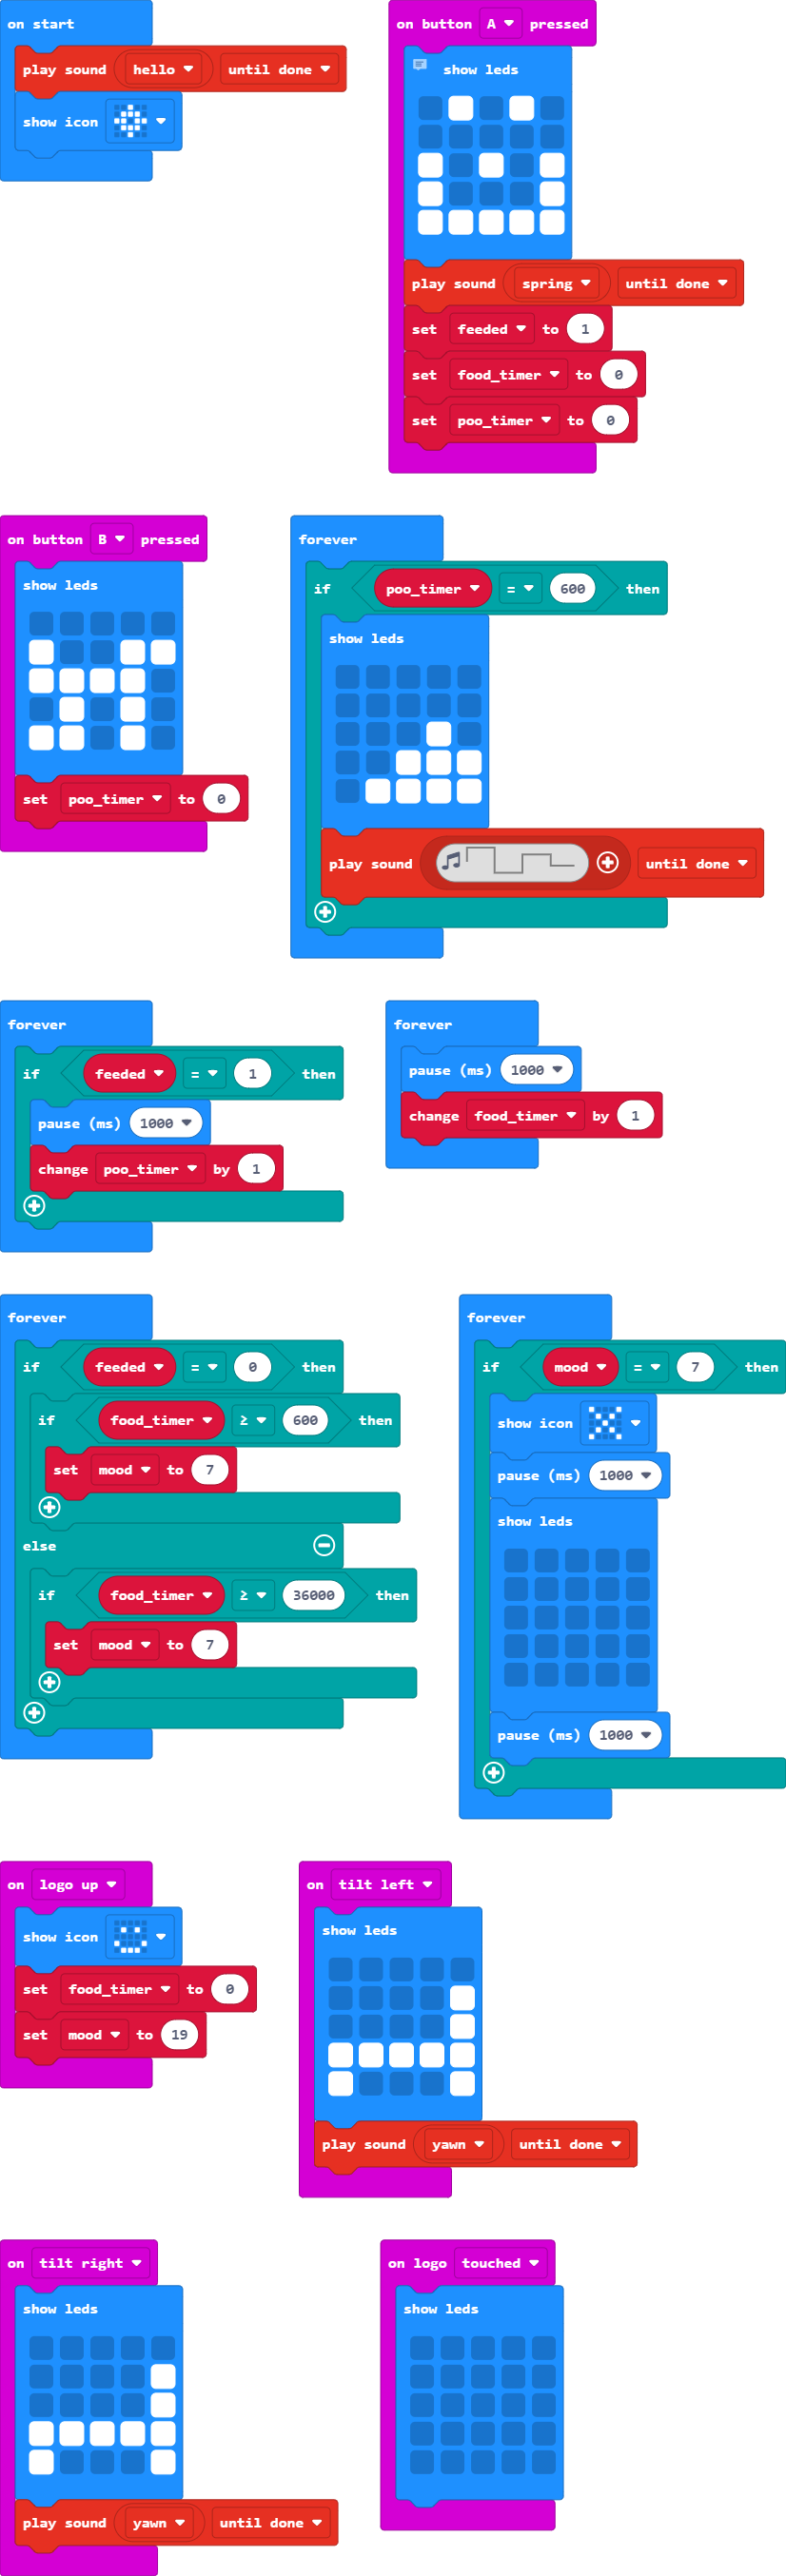 on start
play sound hello until done
show icon
on button A pressed
show leds
play sound spring until done
set feeded to 1
set food_timer to 0
set poo_timer to 0
on button B pressed
show leds
set poo_timer to 0
forever
if poo_timer = 600 then
show leds
play sound until done
forever
if feeded = 1 then
pause (ms) 1000
change poo_timer by 1
forever
pause (ms) 1000
change food_timer by 1
forever
if feeded = 0 then
if food_timer ≥ 600 then
set mood to 7
else
if food_timer ≥ 36000 then
set mood to 7
forever
if mood = 7 then
show icon
pause (ms) 1000
show leds
pause (ms) 1000
on logo up
show icon
set food_timer to 0
set mood to 19
on tilt left
show leds
play sound yawn until done
on tilt right
show leds
play sound yawn until done
on logo touched
show leds